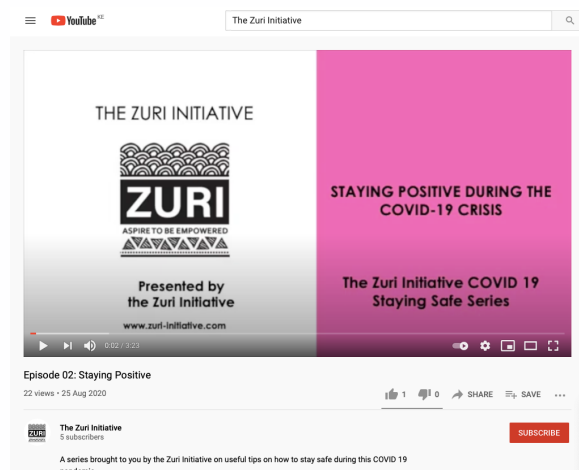 YouTube KE
The Zuri Initiative
THE ZURI INITIATIVE
ZURI
ASPIRE TO BE EMPOWERED
Presented by
the Zuri Initiative
www.zuri-initiative.com
STAYING POSITIVE DURING THE
COVID-19 CRISIS
The Zuri Initiative COVID 19
Staying Safe Series
0:02 / 3:23
Episode 02: Staying Positive
22 views • 25 Aug 2020
1
0
SHARE
SAVE
ZURI
The Zuri Initiative
5 subscribers
SUBSCRIBE
A series brought to you by the Zuri Initiative on useful tips on how to stay safe during this COVID 19